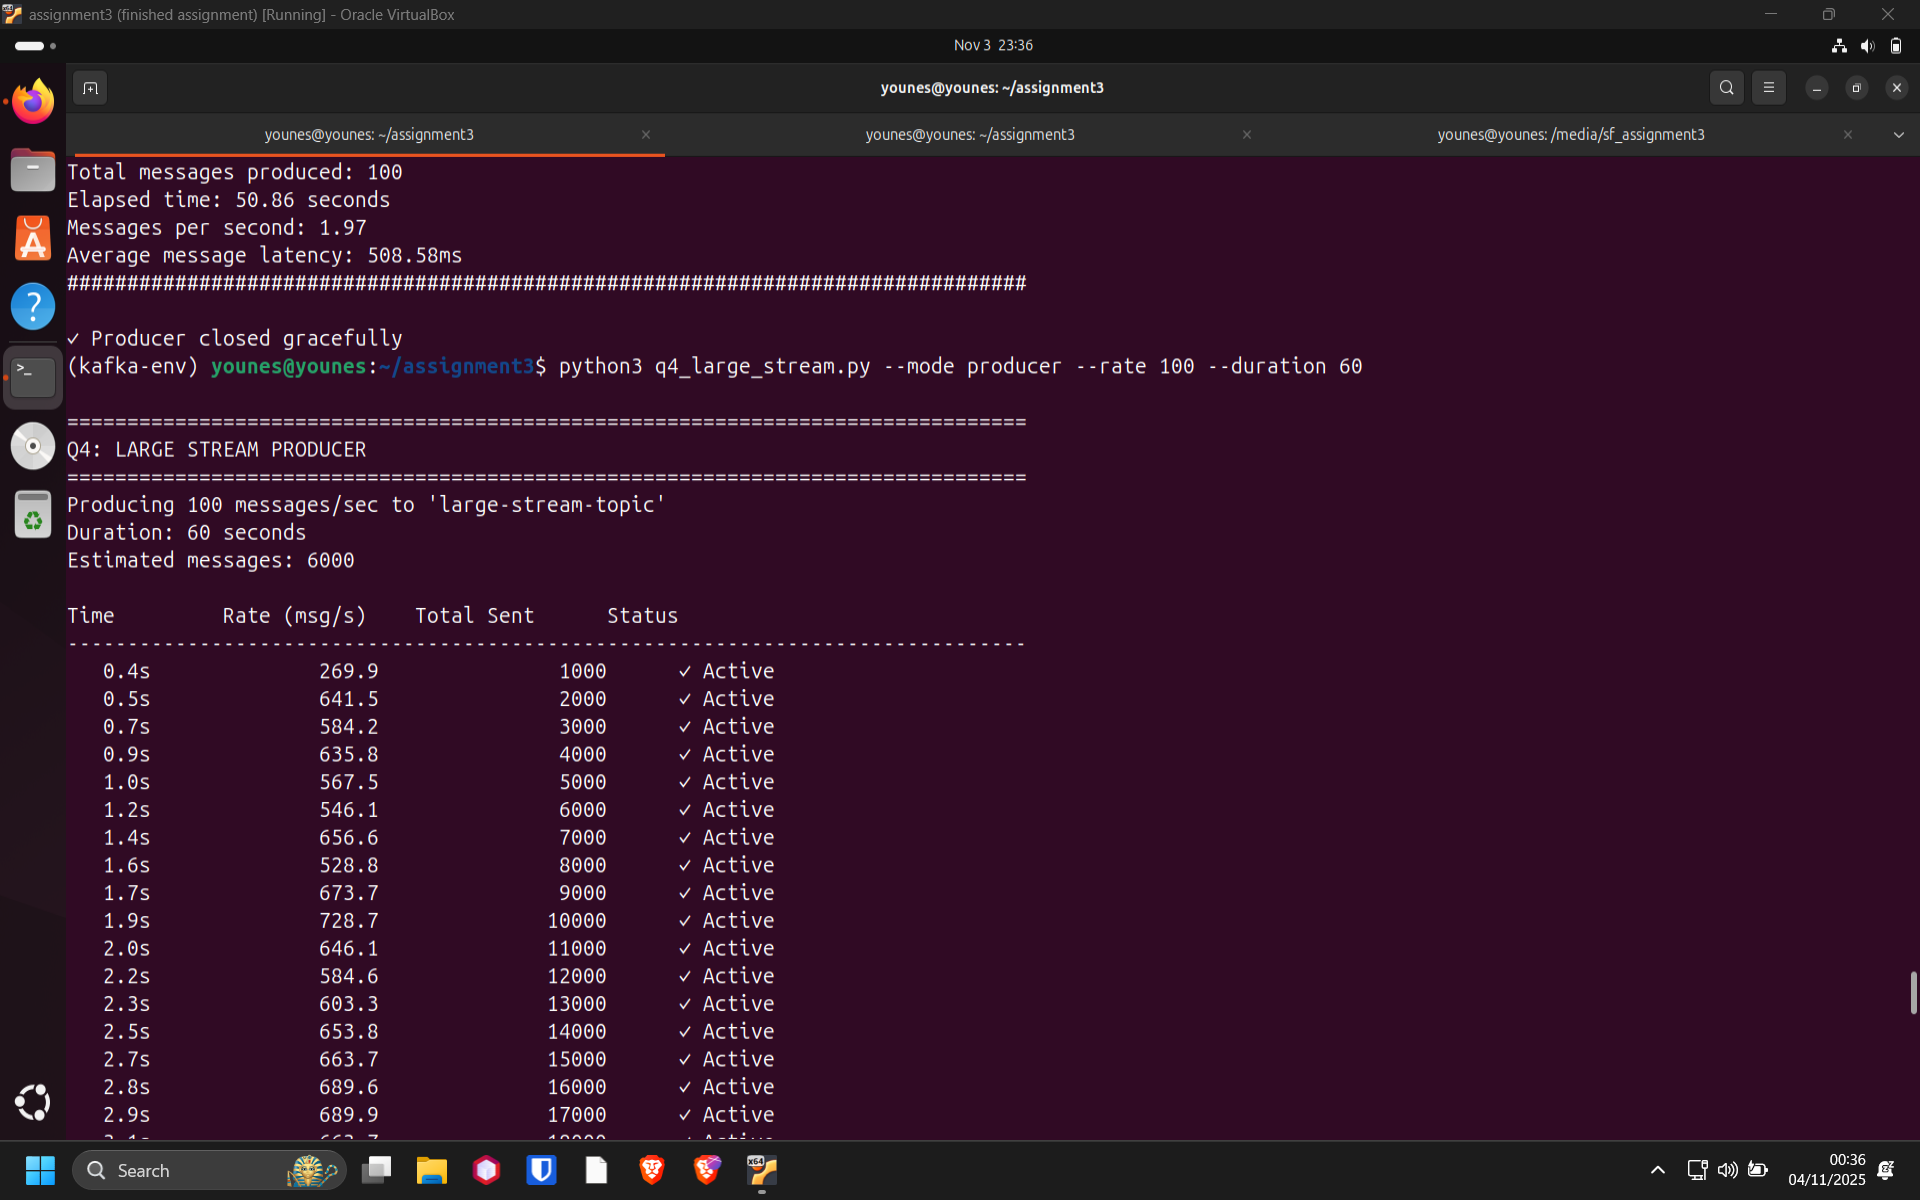 assignment3 (finished assignment) [Running] - Oracle VirtualBox
Nov 3 23:36
younes@younes: ~/assignment3
younes@younes: ~/assignment3
younes@younes: ~/assignment3
younes@younes: /media/sf_assignment3
Total messages produced: 100
Elapsed time: 50.86 seconds
Messages per second: 1.97
Average message latency: 508.58ms
################################################################################
✓ Producer closed gracefully
(kafka-env) younes@younes:~/assignment3$ python3 q4_large_stream.py --mode producer --rate 100 --duration 60
================================================================================
Q4: LARGE STREAM PRODUCER
================================================================================
Producing 100 messages/sec to 'large-stream-topic'
Duration: 60 seconds
Estimated messages: 6000
Time Rate (msg/s) Total Sent Status
--------------------------------------------------------------------------------
0.4s 269.9 1000 ✓ Active
0.5s 641.5 2000 ✓ Active
0.7s 584.2 3000 ✓ Active
0.9s 635.8 4000 ✓ Active
1.0s 567.5 5000 ✓ Active
1.2s 546.1 6000 ✓ Active
1.4s 656.6 7000 ✓ Active
1.6s 528.8 8000 ✓ Active
1.7s 673.7 9000 ✓ Active
1.9s 728.7 10000 ✓ Active
2.0s 646.1 11000 ✓ Active
2.2s 584.6 12000 ✓ Active
2.3s 603.3 13000 ✓ Active
2.5s 653.8 14000 ✓ Active
2.7s 663.7 15000 ✓ Active
2.8s 689.6 16000 ✓ Active
2.9s 689.9 17000 ✓ Active
Search
x64
00:36
04/11/2025